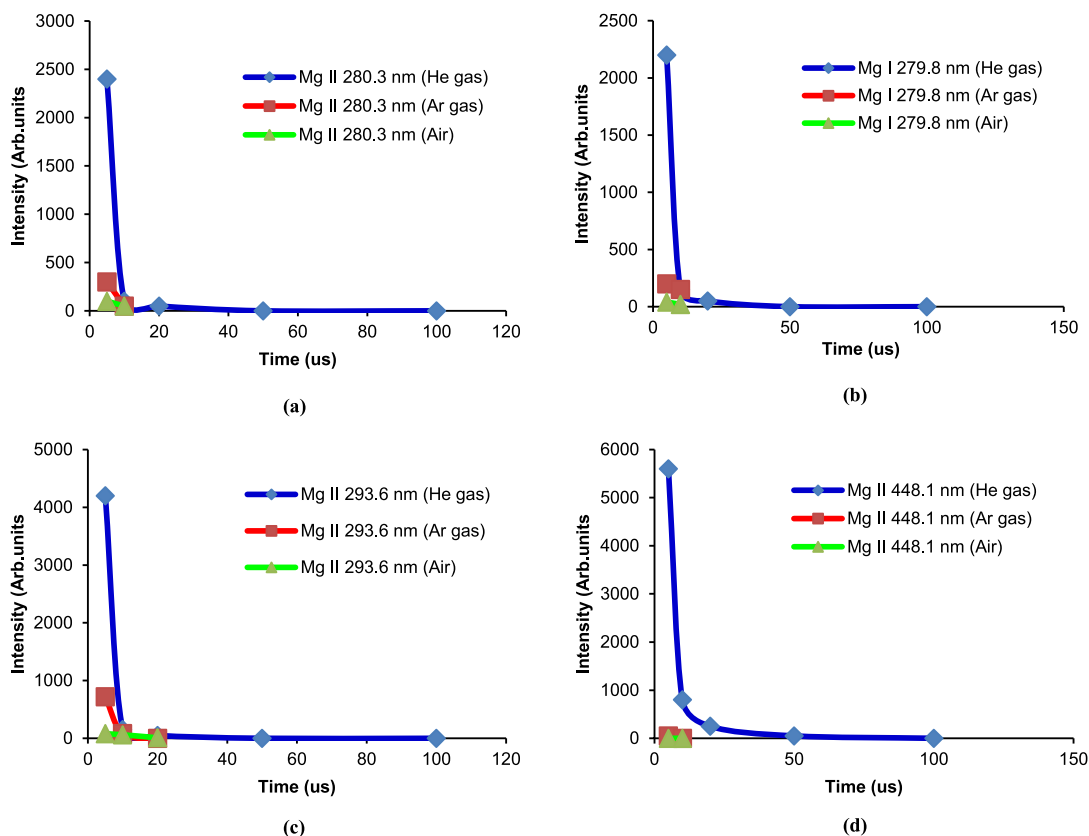 3000
2500
2000
1500
1000
500
0
Intensity (Arb.units
Mg II 280.3 nm (He gas)
Mg II 280.3 nm (Ar gas)
Mg II 280.3 nm (Air)
0 20 40 60 80 100 120
Time (us)
(a)
2500
2000
1500
1000
500
0
Intensity (Arb.units
Mg I 279.8 nm (He gas)
Mg I 279.8 nm (Ar gas)
Mg I 279.8 nm (Air)
0 50 100 150
Time (us)
(b)
5000
4000
3000
2000
1000
0
Intensity (Arb.units
Mg II 293.6 nm (He gas)
Mg II 293.6 nm (Ar gas)
Mg II 293.6 nm (Air)
0 20 40 60 80 100 120
Time (us)
(c)
6000
5000
4000
3000
2000
1000
0
Intensity (Arb.units
Mg II 448.1 nm (He gas)
Mg II 448.1 nm (Ar gas)
Mg II 448.1 nm (Air)
0 50 100 150
Time (us)
(d)